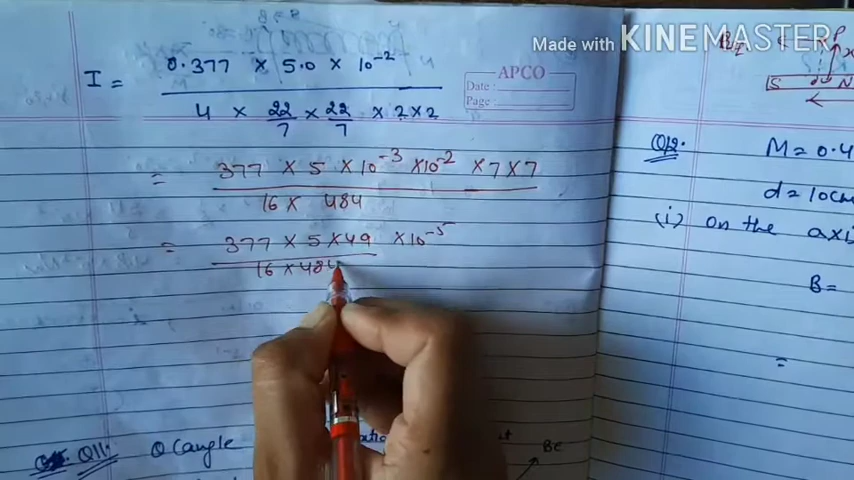 Made with KINEMASTER
I = 0.377 × 5.0 × 10⁻²
4 × 22/7 × 22/7 × 2 × 2
APCO
Date:
Page:
= 377 × 5 × 10⁻³ × 10⁻² × 7 × 7
16 × 484
= 377 × 5 × 49 × 10⁻⁵
16 × 484
Q11. Q (angle
P
S N
Q12. M = 0.4
d = 10cm
(i) on the axi
B =
=